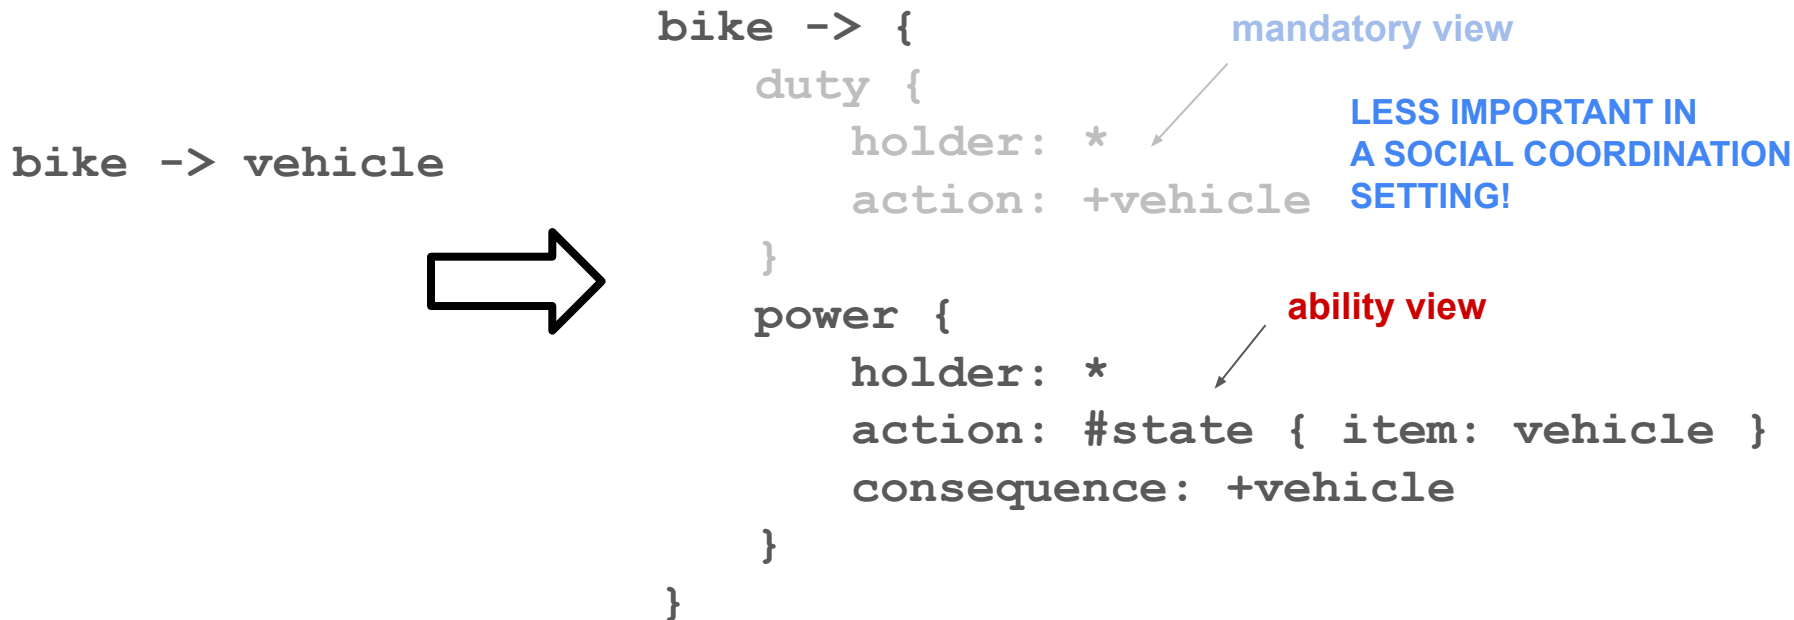 bike -> vehicle
bike -> {
duty {
holder: *
action: +vehicle
}
power {
holder: *
action: #state { item: vehicle }
consequence: +vehicle
}
}
mandatory view
LESS IMPORTANT IN
A SOCIAL COORDINATION
SETTING!
ability view